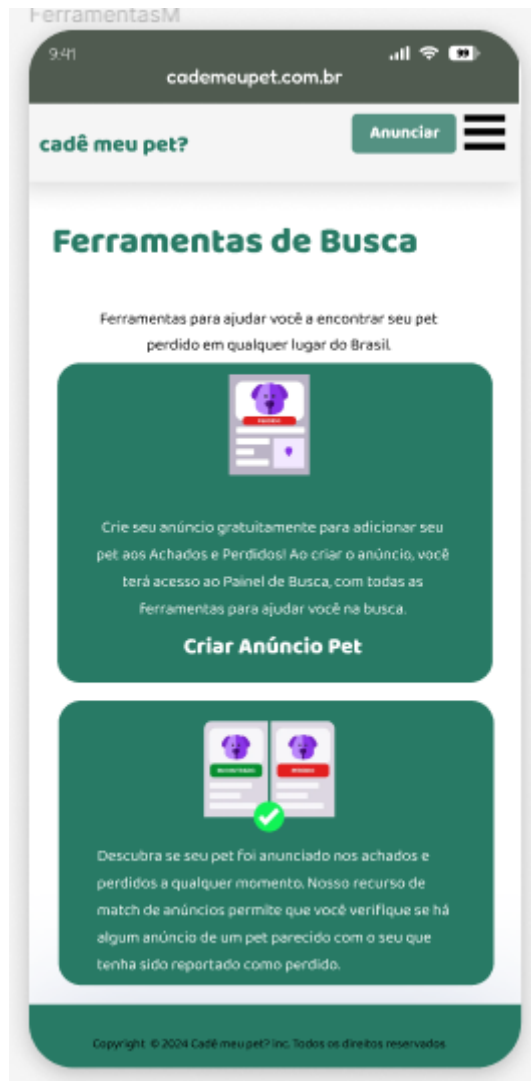 FerramentasM
9:41
99
cademeupet.com.br
cadê meu pet?
Anunciar
Ferramentas de Busca
Ferramentas para ajudar você a encontrar seu pet
perdido em qualquer lugar do Brasil
Crie seu anúncio gratuitamente para adicionar seu
pet aos Achados e Perdidos! Ao criar o anúncio, você
terá acesso ao Painel de Busca, com todas as
ferramentas para ajudar você na busca.
Criar Anúncio Pet
Descubra se seu pet foi anunciado nos achados e
perdidos a qualquer momento. Nosso recurso de
match de anúncios permite que você verifique se há
algum anúncio de um pet parecido com o seu que
tenha sido reportado como perdido.
Copyright © 2024 Cadê meu pet? Inc. Todos os direitos reservados